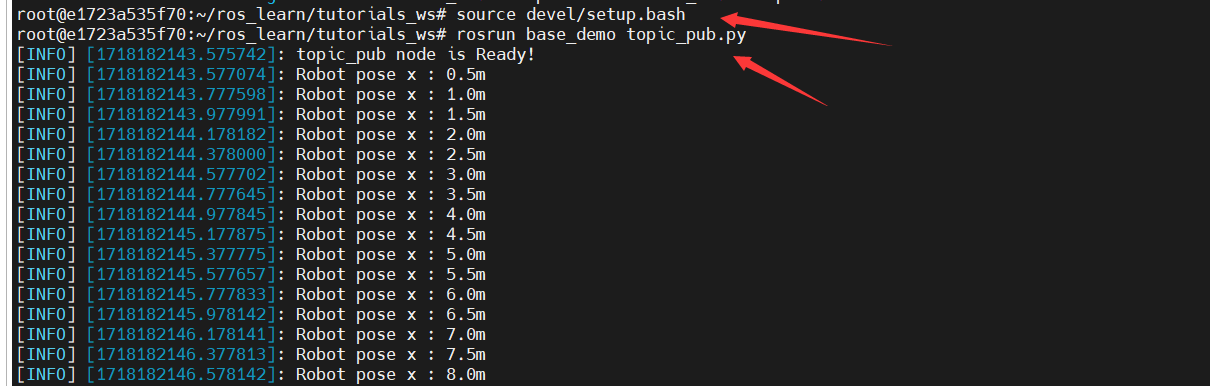 root@e1723a535f70:~/ros_learn/tutorials_ws# source devel/setup.bash
root@e1723a535f70:~/ros_learn/tutorials_ws# rosrun base_demo topic_pub.py
[INFO] [1718182143.575742]: topic_pub node is Ready!
[INFO] [1718182143.577074]: Robot pose x : 0.5m
[INFO] [1718182143.777598]: Robot pose x : 1.0m
[INFO] [1718182143.977991]: Robot pose x : 1.5m
[INFO] [1718182144.178182]: Robot pose x : 2.0m
[INFO] [1718182144.378000]: Robot pose x : 2.5m
[INFO] [1718182144.577702]: Robot pose x : 3.0m
[INFO] [1718182144.777645]: Robot pose x : 3.5m
[INFO] [1718182144.977845]: Robot pose x : 4.0m
[INFO] [1718182145.177875]: Robot pose x : 4.5m
[INFO] [1718182145.377775]: Robot pose x : 5.0m
[INFO] [1718182145.577657]: Robot pose x : 5.5m
[INFO] [1718182145.777833]: Robot pose x : 6.0m
[INFO] [1718182145.978142]: Robot pose x : 6.5m
[INFO] [1718182146.178141]: Robot pose x : 7.0m
[INFO] [1718182146.377813]: Robot pose x : 7.5m
[INFO] [1718182146.578142]: Robot pose x : 8.0m